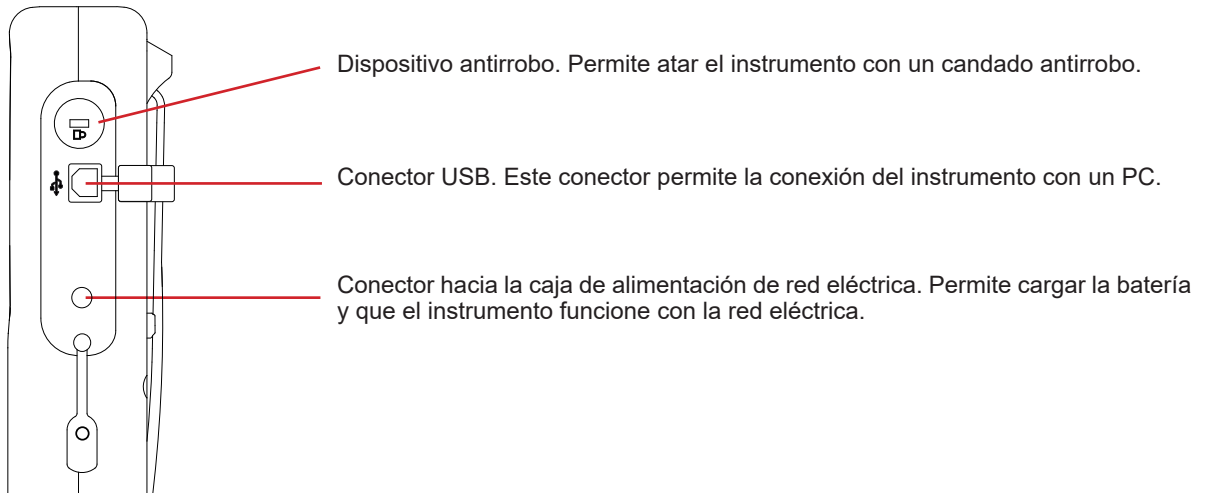 Dispositivo antirrobo. Permite atar el instrumento con un candado antirrobo.
Conector USB. Este conector permite la conexión del instrumento con un PC.
Conector hacia la caja de alimentación de red eléctrica. Permite cargar la batería
y que el instrumento funcione con la red eléctrica.